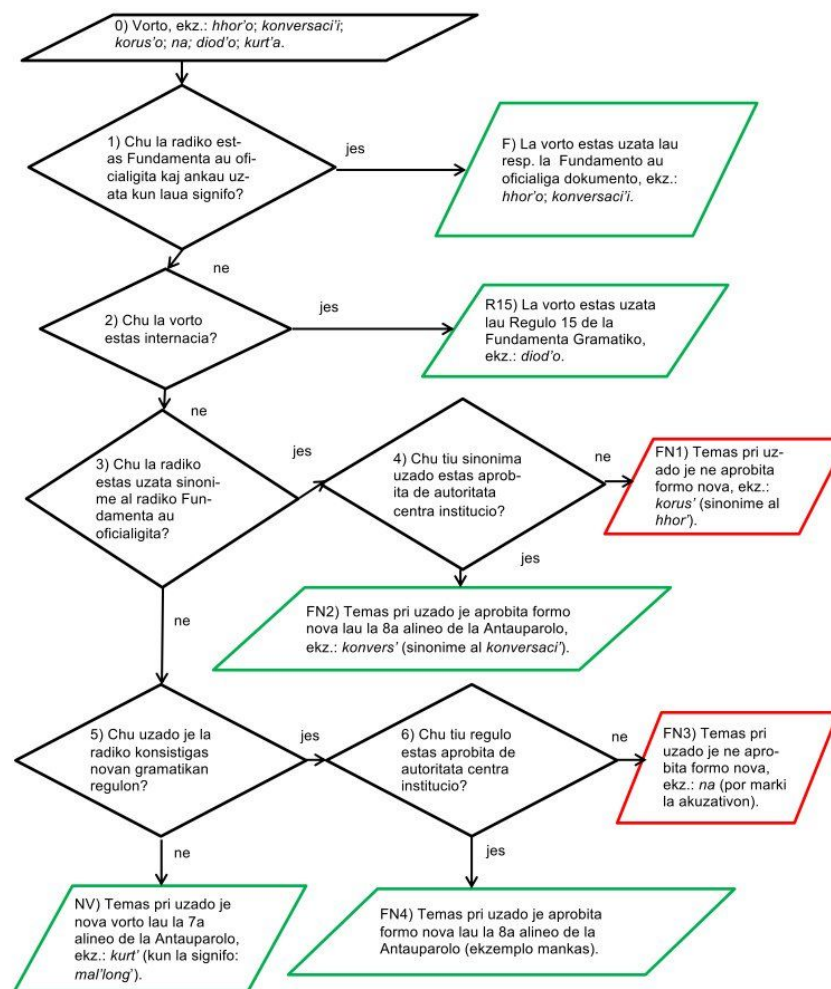 0) Vorto, ekz.: hhor’o; konversaci’i;
korus’o; na; diod’o; kurt’a.
1) Chu la radiko est-
as Fundamenta au ofi-
cialigita kaj ankau uz-
ata kun laua signifo?
jes
F) La vorto estas uzata lau
resp. la Fundamento au
oficialiga dokumento, ekz.:
hhor’o; konversaci’i.
ne
2) Chu la vorto
estas internacia?
jes
R15) La vorto estas uzata
lau Regulo 15 de la
Fundamenta Gramatiko,
ekz.: diod’o.
ne
3) Chu la radiko
estas uzata sinoni-
me al radiko Fun-
damenta au
oficialigita?
jes
4) Chu tiu sinonima
uzado estas aprob-
ita de autoritata
centra institucio?
ne
FN1) Temas pri uz-
ado je ne aprobita
formo nova, ekz.:
korus’ (sinonime al
hhor’).
jes
FN2) Temas pri uzado je aprobita formo
nova lau la 8a alineo de la Antauparolo,
ekz.: konvers’ (sinonime al konversaci’).
ne
5) Chu uzado je la
radiko konsistigas
novan gramatikan
regulon?
jes
6) Chu tiu regulo
estas aprobita de
autoritata centra
institucio?
ne
FN3) Temas pri
uzado je ne apro-
bita formo nova,
ekz.: na (por marki
la akuzativon).
ne
NV) Temas pri uzado je
nova vorto lau la 7a
alineo de la Antauparolo,
ekz.: kurt’ (kun la signifo:
mal’long’).
jes
FN4) Temas pri uzado je aprobita
formo nova lau la 8a alineo de la
Antauparolo (ekzemplo mankas).